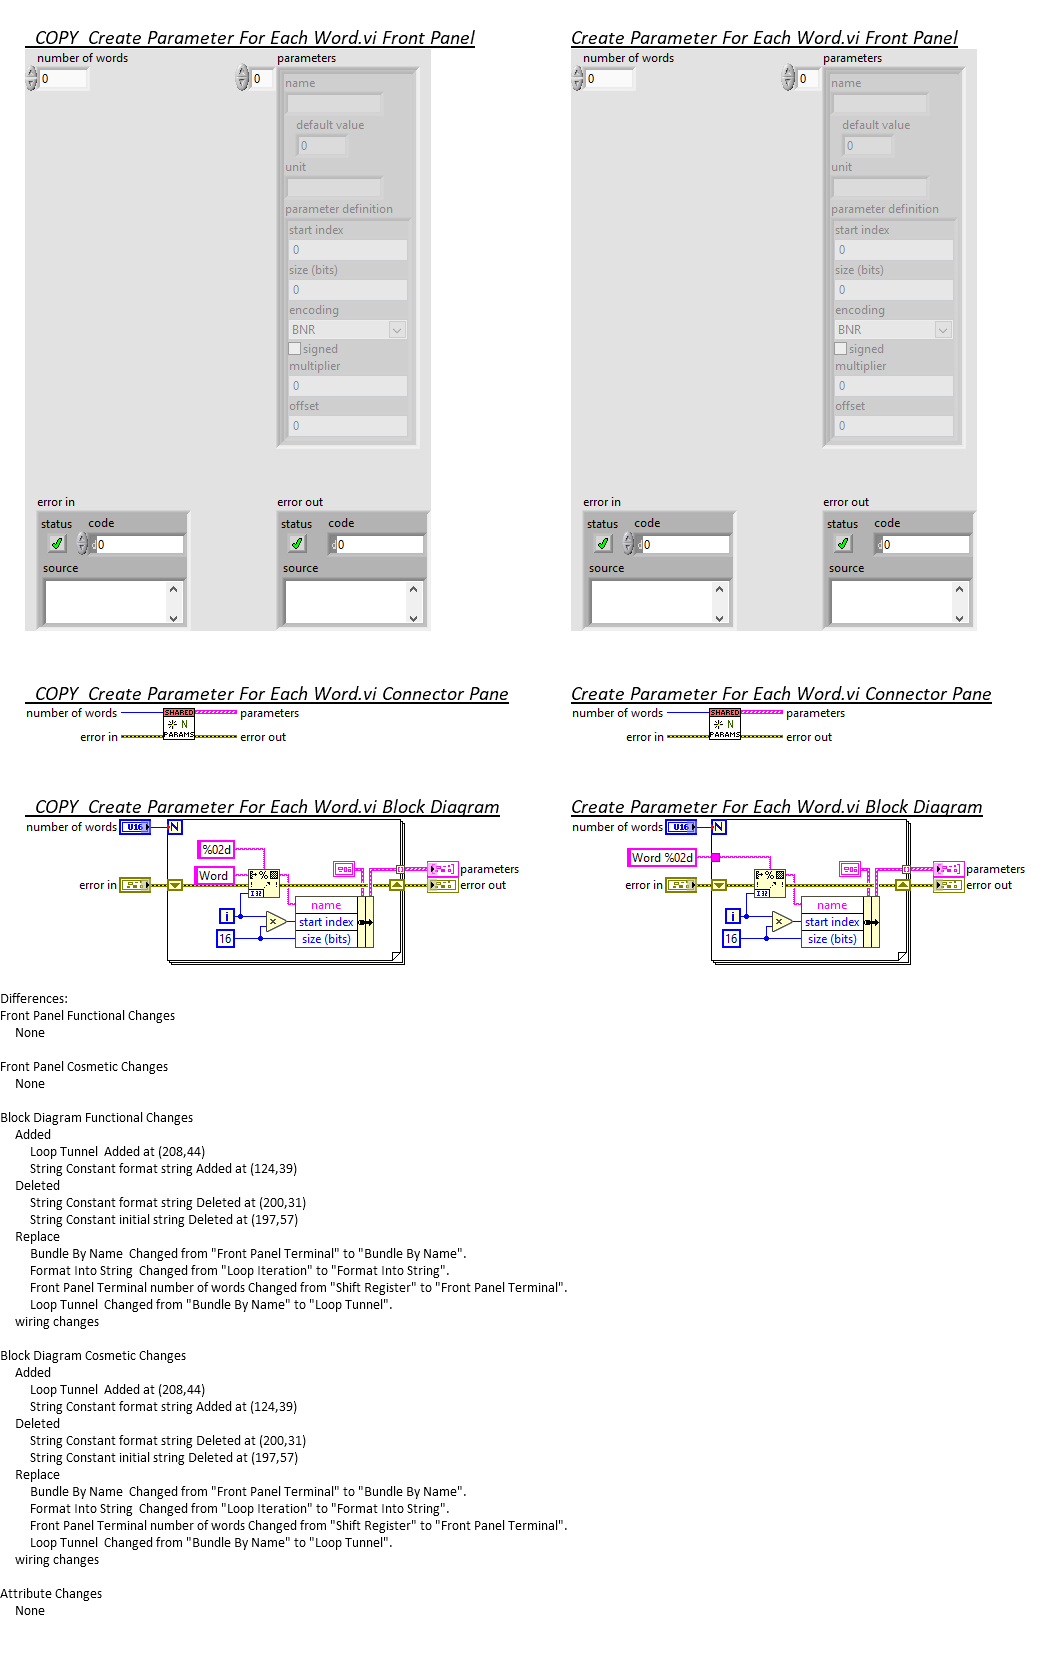 COPY  Create Parameter For Each Word.vi Front Panel
number of words
0
0
parameters
name
default value
0
unit
parameter definition
start index
0
size (bits)
0
encoding
BNR
signed
multiplier
0
offset
0
error in
status
code
d0
source
error out
status
code
d0
source
Create Parameter For Each Word.vi Front Panel
number of words
0
0
parameters
name
default value
0
unit
parameter definition
start index
0
size (bits)
0
encoding
BNR
signed
multiplier
0
offset
0
error in
status
code
d0
source
error out
status
code
d0
source
COPY  Create Parameter For Each Word.vi Connector Pane
number of words
SHARED
N
PARAMS
parameters
error in
error out
Create Parameter For Each Word.vi Connector Pane
number of words
SHARED
N
PARAMS
parameters
error in
error out
COPY  Create Parameter For Each Word.vi Block Diagram
number of words
U16
N
%02d
Word
parameters
error in
error out
i
name
start index
16
size (bits)
Create Parameter For Each Word.vi Block Diagram
number of words
U16
N
Word %02d
parameters
error in
error out
i
name
start index
16
size (bits)
Differences:
Front Panel Functional Changes
None
Front Panel Cosmetic Changes
None
Block Diagram Functional Changes
Added
Loop Tunnel  Added at (208,44)
String Constant format string Added at (124,39)
Deleted
String Constant format string Deleted at (200,31)
String Constant initial string Deleted at (197,57)
Replace
Bundle By Name  Changed from "Front Panel Terminal" to "Bundle By Name".
Format Into String  Changed from "Loop Iteration" to "Format Into String".
Front Panel Terminal number of words Changed from "Shift Register" to "Front Panel Terminal".
Loop Tunnel  Changed from "Bundle By Name" to "Loop Tunnel".
wiring changes
Block Diagram Cosmetic Changes
Added
Loop Tunnel  Added at (208,44)
String Constant format string Added at (124,39)
Deleted
String Constant format string Deleted at (200,31)
String Constant initial string Deleted at (197,57)
Replace
Bundle By Name  Changed from "Front Panel Terminal" to "Bundle By Name".
Format Into String  Changed from "Loop Iteration" to "Format Into String".
Front Panel Terminal number of words Changed from "Shift Register" to "Front Panel Terminal".
Loop Tunnel  Changed from "Bundle By Name" to "Loop Tunnel".
wiring changes
Attribute Changes
None